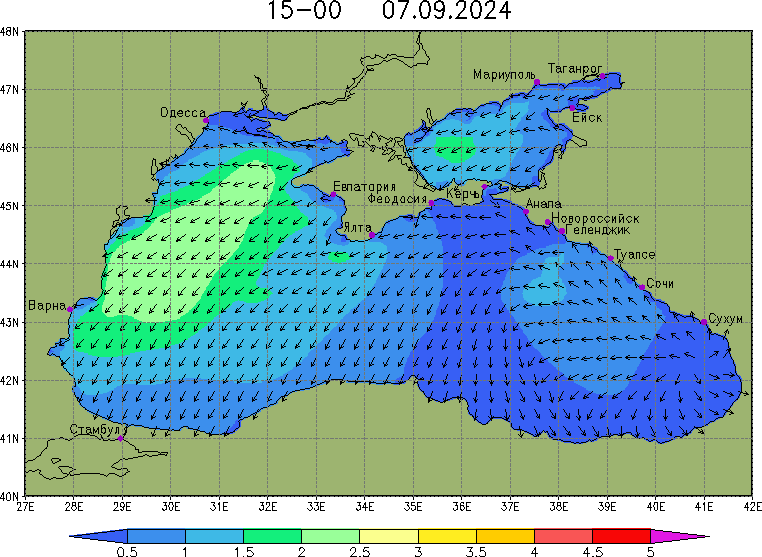 15-00 07.09.2024
48N
47N
46N
45N
44N
43N
42N
41N
40N
Таганрог
Мариуполь
Ейск
Одесса
Евпатория
Феодосия
Керчь
Анапа
Новороссийск
Геленджик
Ялта
Туапсе
Сочи
Варна
Сухум
Стамбул
27E 28E 29E 30E 31E 32E 33E 34E 35E 36E 37E 38E 39E 40E 41E 42E
0.5 1 1.5 2 2.5 3 3.5 4 4.5 5